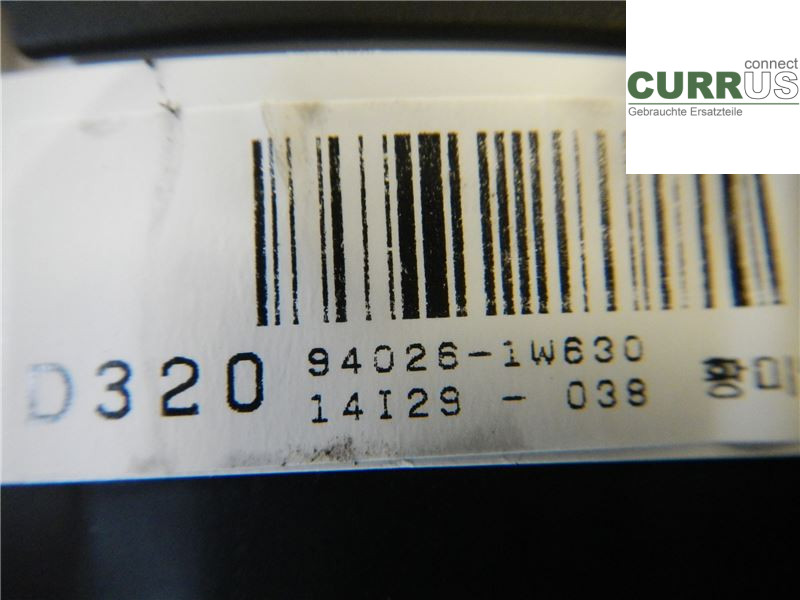 connect
CURRUS
Gebrauchte Ersatzteile
D320
94026-1W630
14I29 - 038